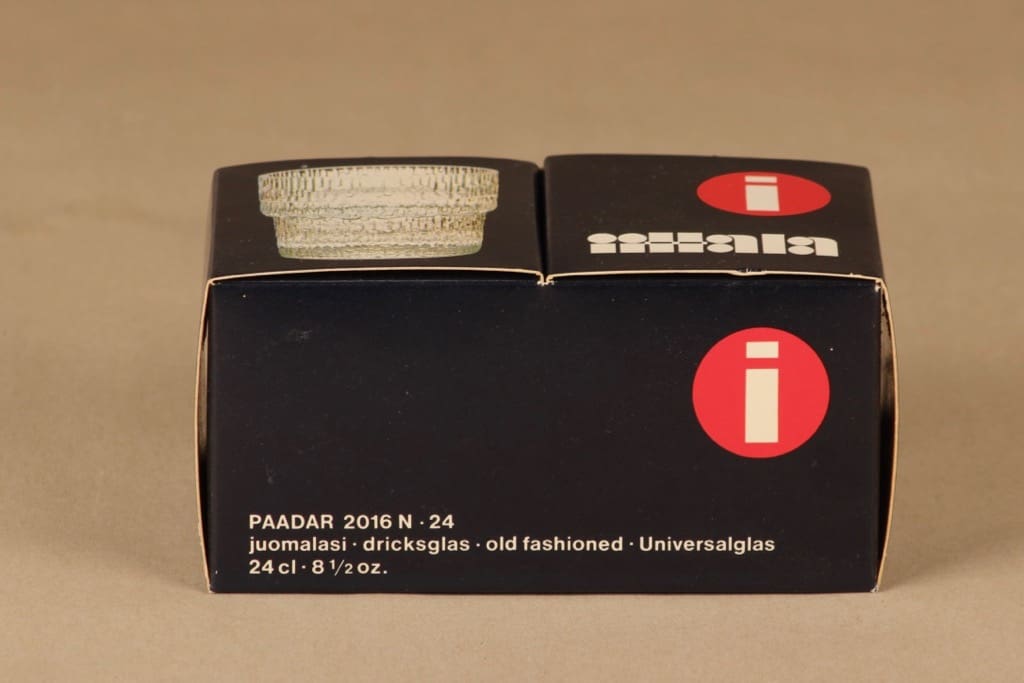 i
iittala
i
PAADAR 2016 N · 24
juomalasi · dricksglas · old fashioned · Universalglas
24 cl · 8 1/2 oz.